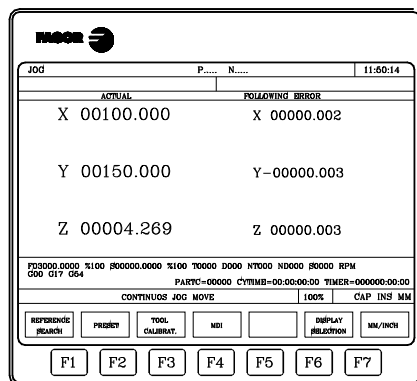 FAGOR
JOG P..... N..... 11:50:14
ACTUAL FOLLOWING ERROR
X 00100.000 X 00000.002
Y 00150.000 Y-00000.003
Z 00004.269 Z 00000.003
F03000.0000 %100 S00000.0000 %100 T0000 D000 NT000 ND000 S0000 RPM
G00 G17 G54
PARTC=00000 CYTIME=00:00:00:00 TIMER=000000:00:00
CONTINUOS JOG MOVE 100% CAP INS MM
REFERENCE SEARCH
PRESET
TOOL CALIBRAT.
MDI
DISPLAY SELECTION
MM/INCH
F1 F2 F3 F4 F5 F6 F7